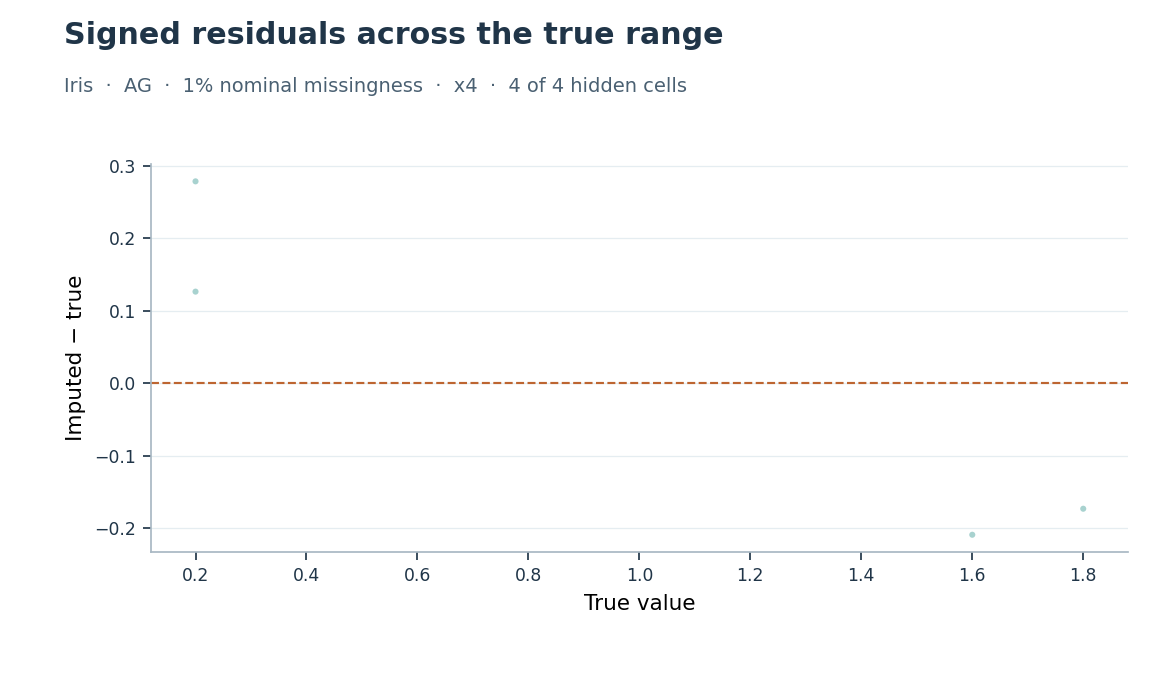 Signed residuals across the true range
Iris · AG · 1% nominal missingness · x4 · 4 of 4 hidden cells
0.3
0.2
0.1
0.0
−0.1
−0.2
Imputed − true
0.2 0.4 0.6 0.8 1.0 1.2 1.4 1.6 1.8
True value